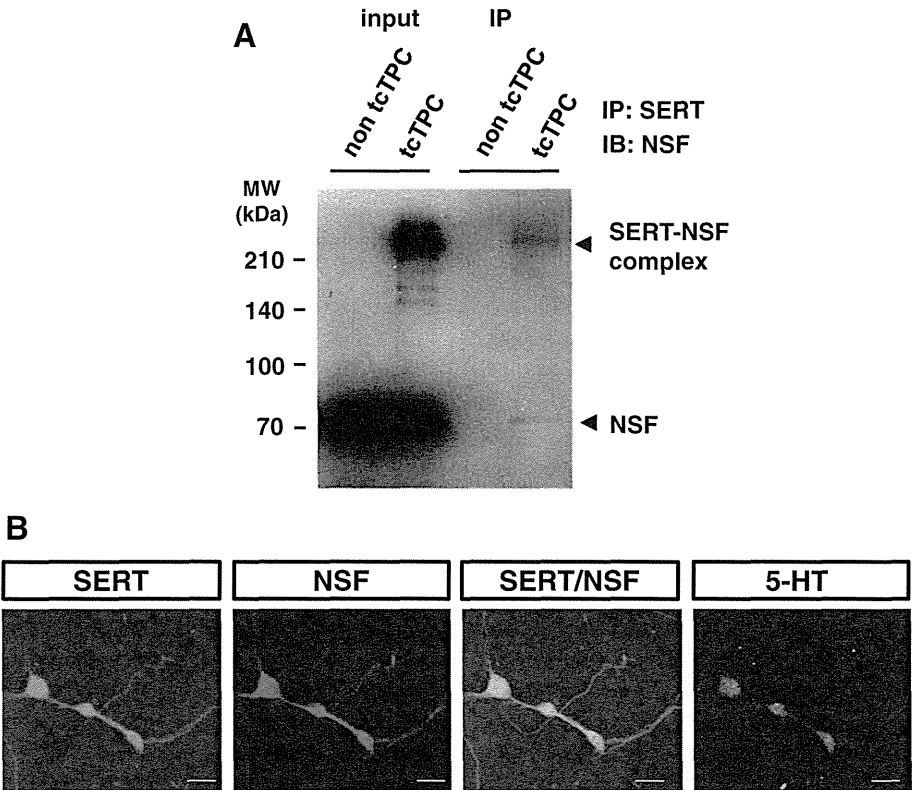 A
input IP
non tcTPC tcTPC non tcTPC tcTPC
IP: SERT
IB: NSF
MW
(kDa)
210
140
100
70
SERT-NSF
complex
NSF
B
SERT NSF SERT/NSF 5-HT